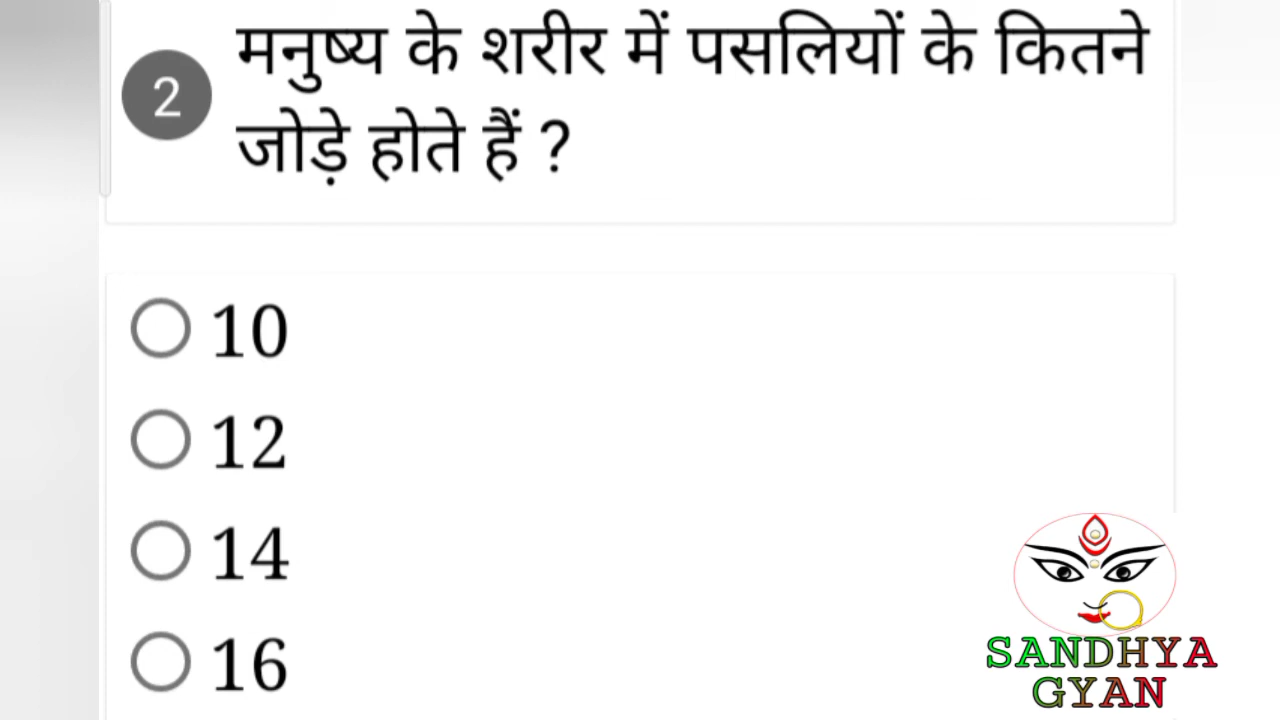 2
मनुष्य के शरीर में पसलियों के कितने
जोड़े होते हैं ?
10
12
14
16
SANDHYA
GYAN